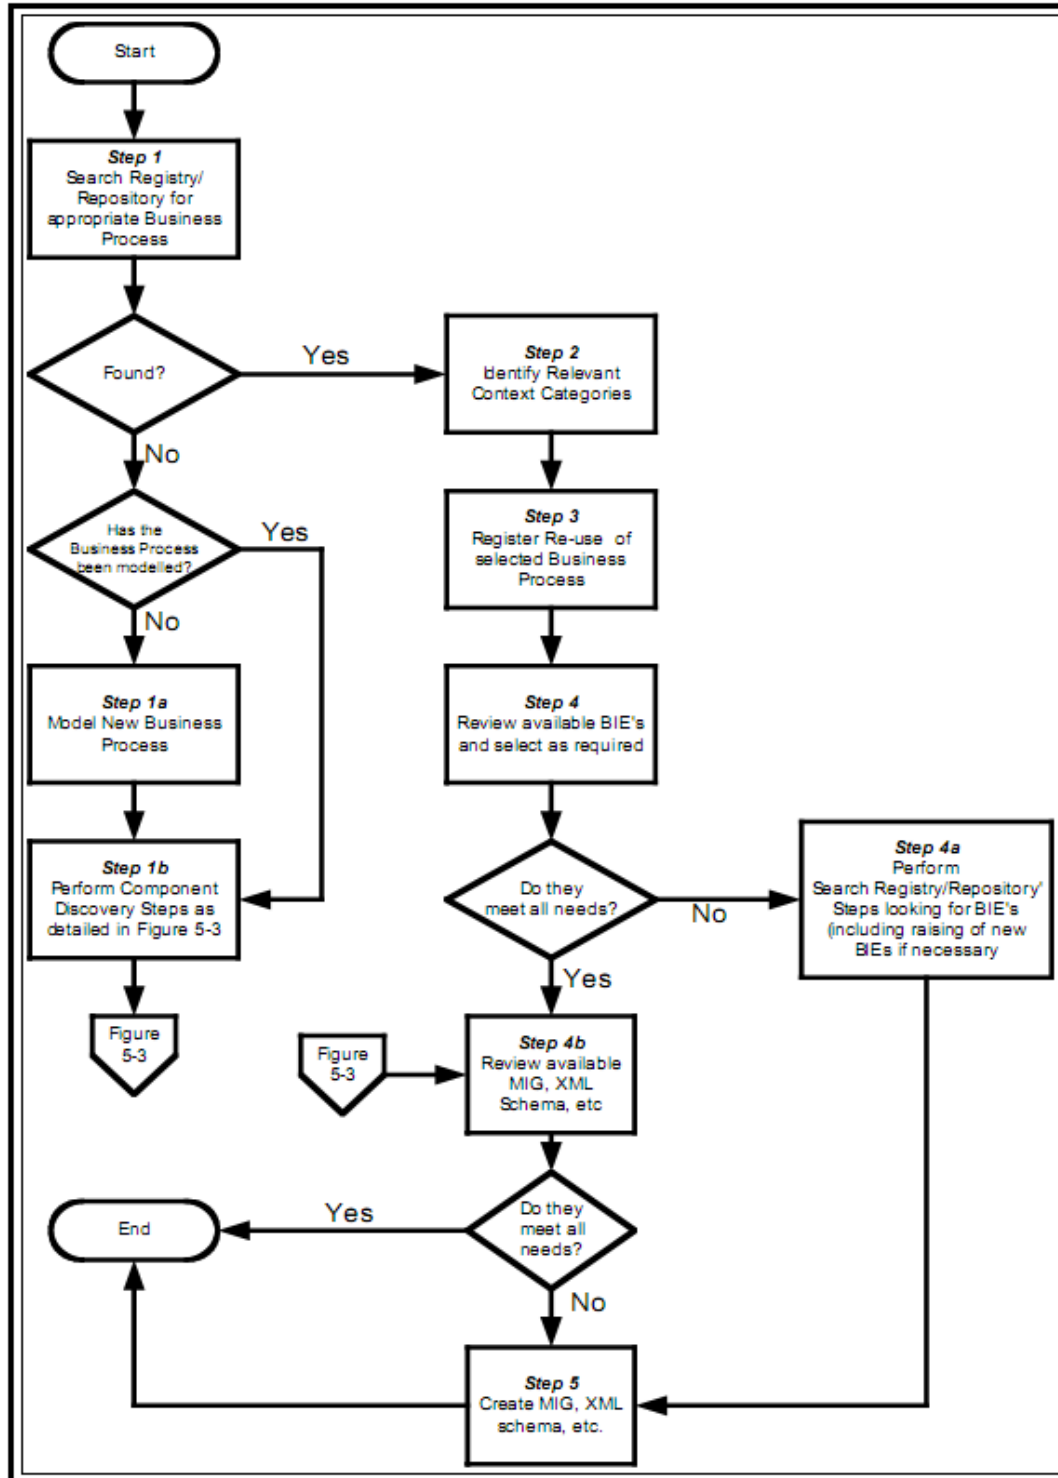 Start
Step 1
Search Registry/
Repository for
appropriate Business
Process
Found?
Yes
No
Step 2
Identify Relevant
Context Categories
Has the
Business Process
been modelled?
Yes
No
Step 3
Register Re-use of
selected Business
Process
Step 1a
Model New Business
Process
Step 4
Review available BIE's
and select as required
Step 1b
Perform Component
Discovery Steps as
detailed in Figure 5-3
Do they
meet all needs?
No
Yes
Step 4a
Perform
Search Registry/Repository'
Steps looking for BIE's
(including raising of new
BIEs if necessary
Figure
5-3
Figure
5-3
Step 4b
Review available
MIG, XML
Schema, etc
End
Yes
Do they
meet all
needs?
No
Step 5
Create MIG, XML
schema, etc.